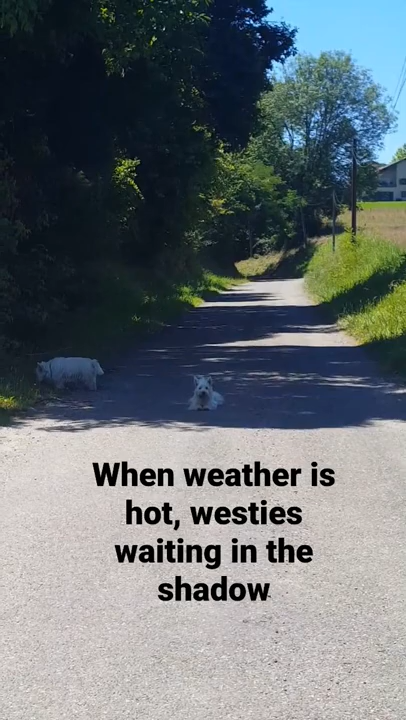 When weather is
hot, westies
waiting in the
shadow